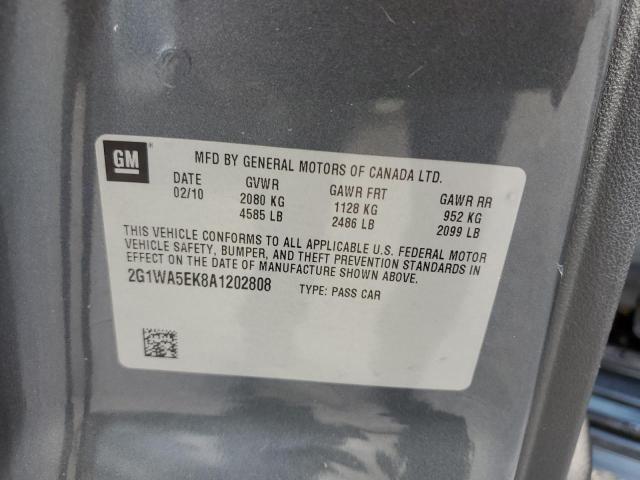 GM
MFD BY GENERAL MOTORS OF CANADA LTD.
DATE GVWR GAWR FRT GAWR RR
02/10 2080 KG 1128 KG 952 KG
4585 LB 2486 LB 2099 LB
THIS VEHICLE CONFORMS TO ALL APPLICABLE U.S. FEDERAL MOTOR
VEHICLE SAFETY, BUMPER, AND THEFT PREVENTION STANDARDS IN
EFFECT ON THE DATE OF MANUFACTURE SHOWN ABOVE.
2G1WA5EK8A1202808 TYPE: PASS CAR